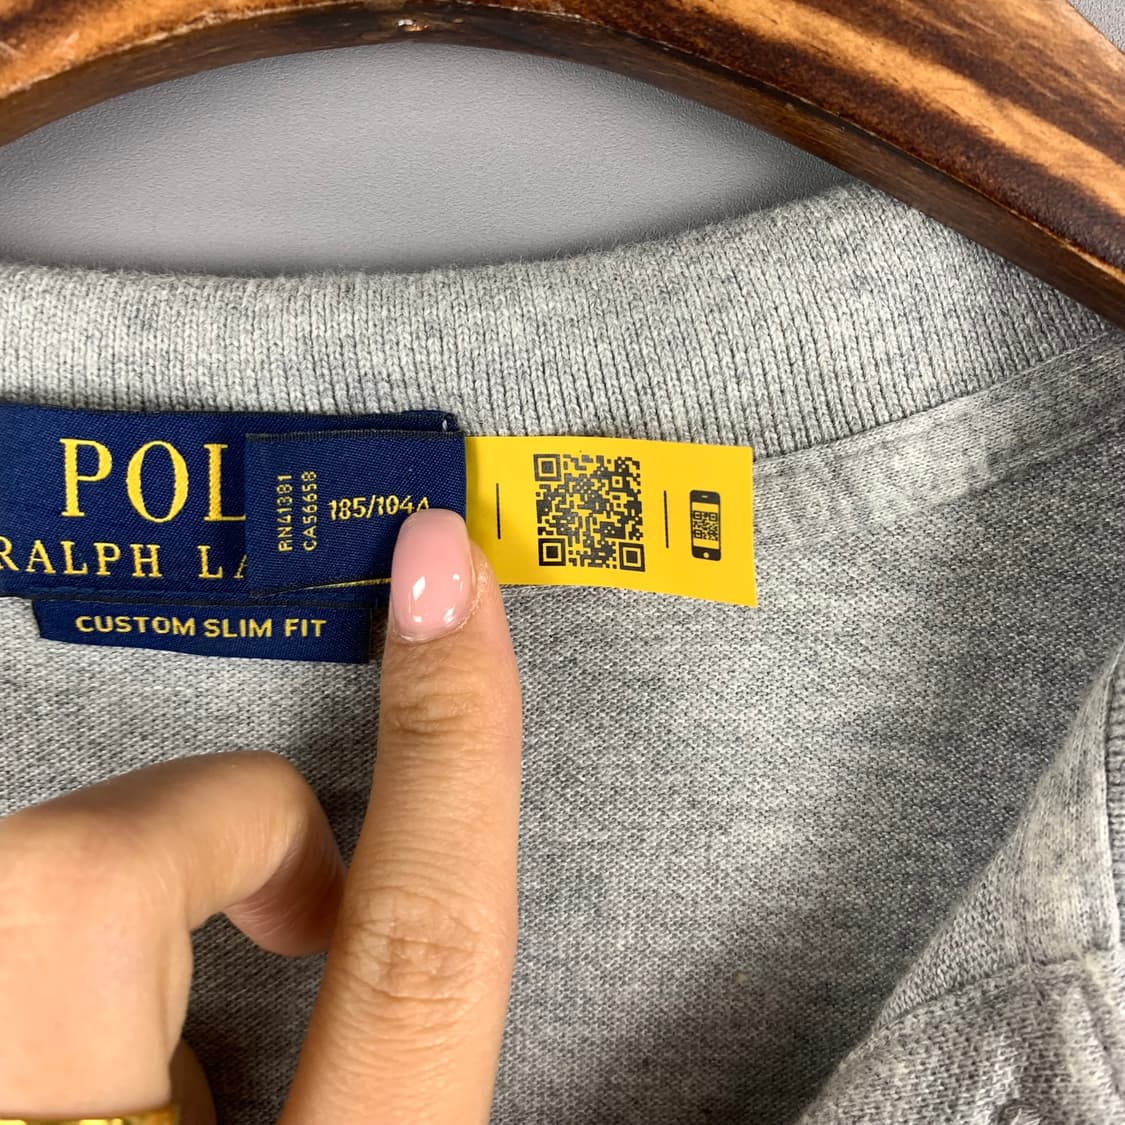 POL
RALPH LA
CUSTOM SLIM FIT
RN41381
CA56658
185/104A